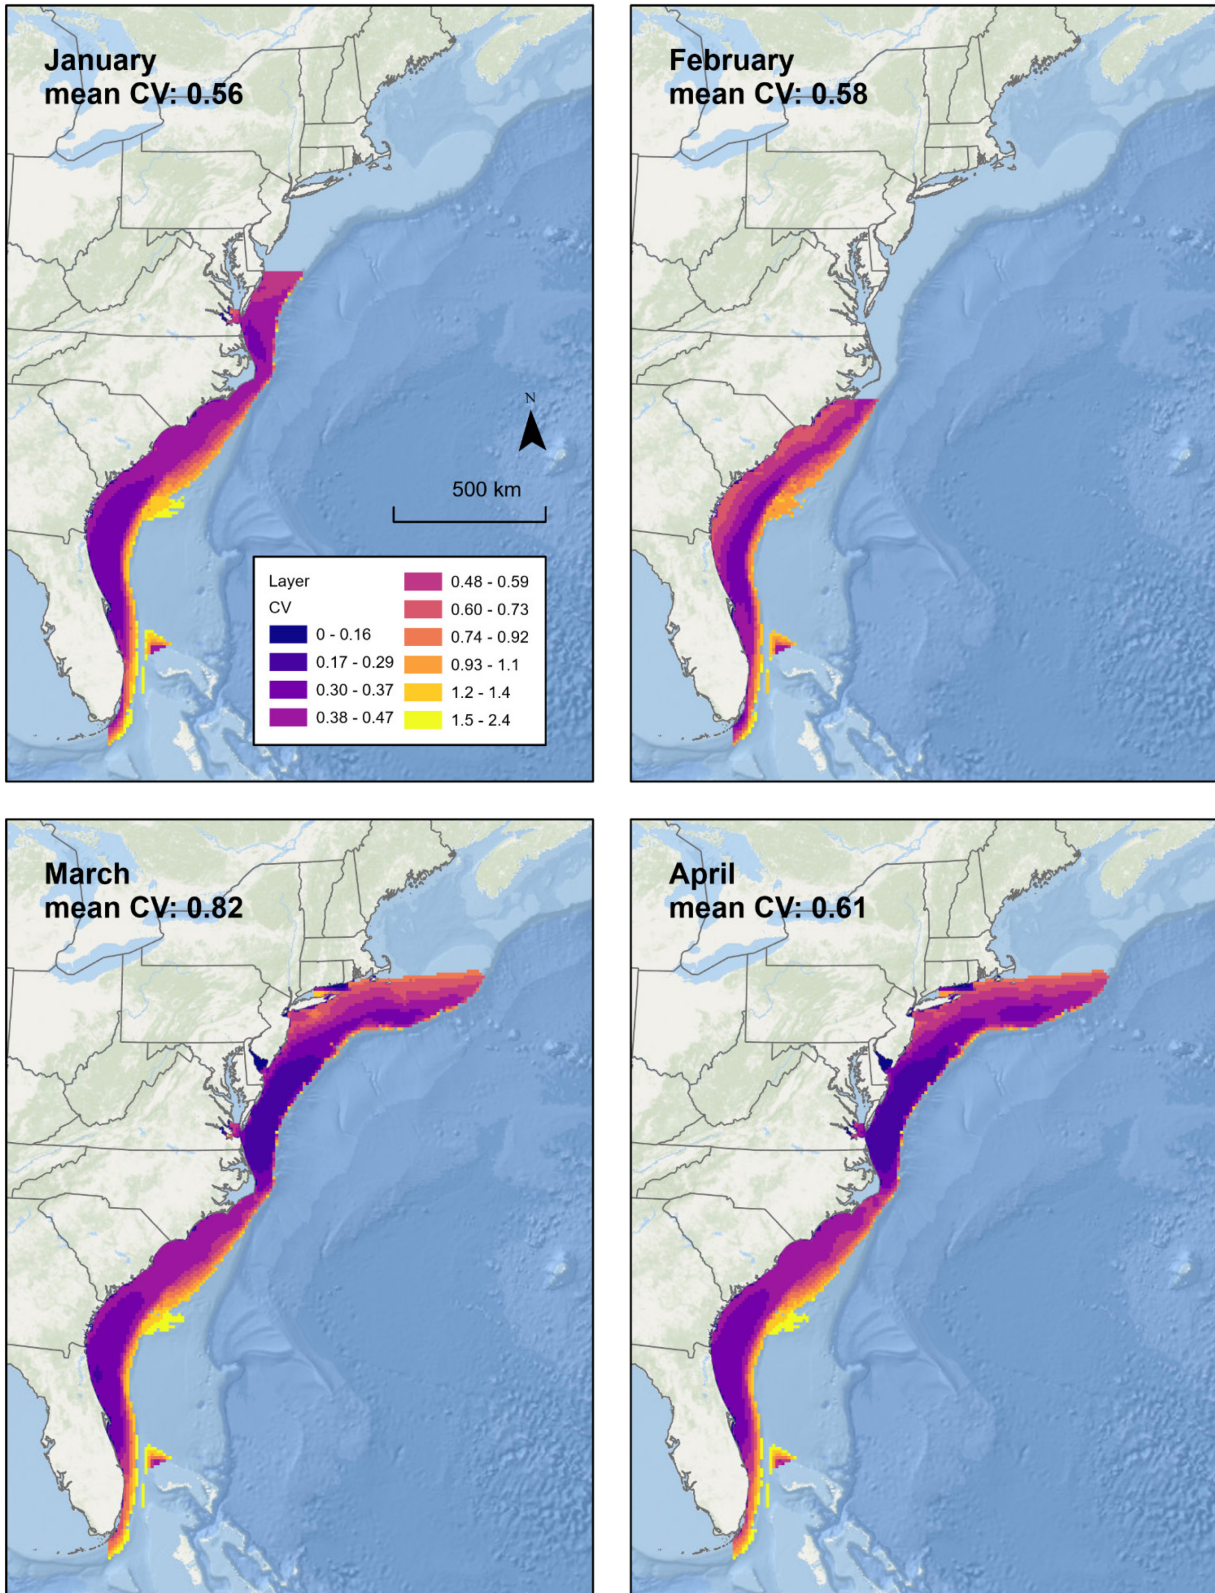 January
mean CV: 0.56
February
mean CV: 0.58
N
500 km
Layer
CV
0 - 0.16
0.17 - 0.29
0.30 - 0.37
0.38 - 0.47
0.48 - 0.59
0.60 - 0.73
0.74 - 0.92
0.93 - 1.1
1.2 - 1.4
1.5 - 2.4
March
mean CV: 0.82
April
mean CV: 0.61